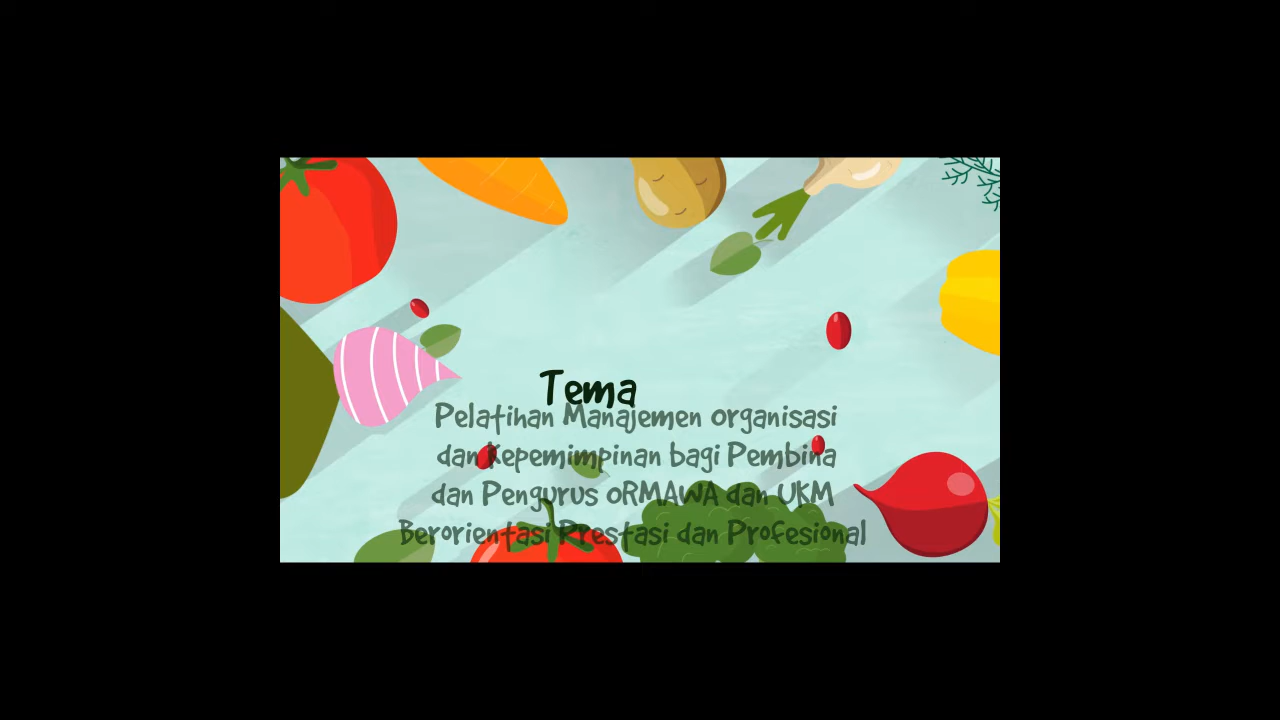 Tema
Pelatihan Manajemen organisasi
dan Kepemimpinan bagi Pembina
dan Pengurus ORMAWA dan UKM
Berorientasi Prestasi dan Profesional